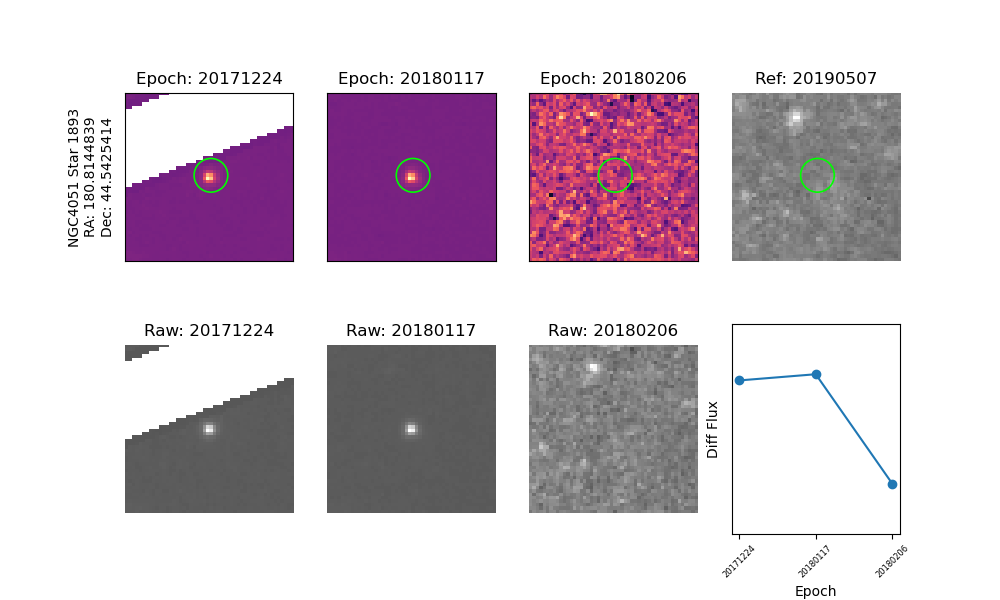 Epoch: 20171224
Epoch: 20180117
Epoch: 20180206
Ref: 20190507
NGC4051 Star 1893
RA: 180.8144839
Dec: 44.5425414
Raw: 20171224
Raw: 20180117
Raw: 20180206
Diff Flux
20171224
20180117
20180206
Epoch